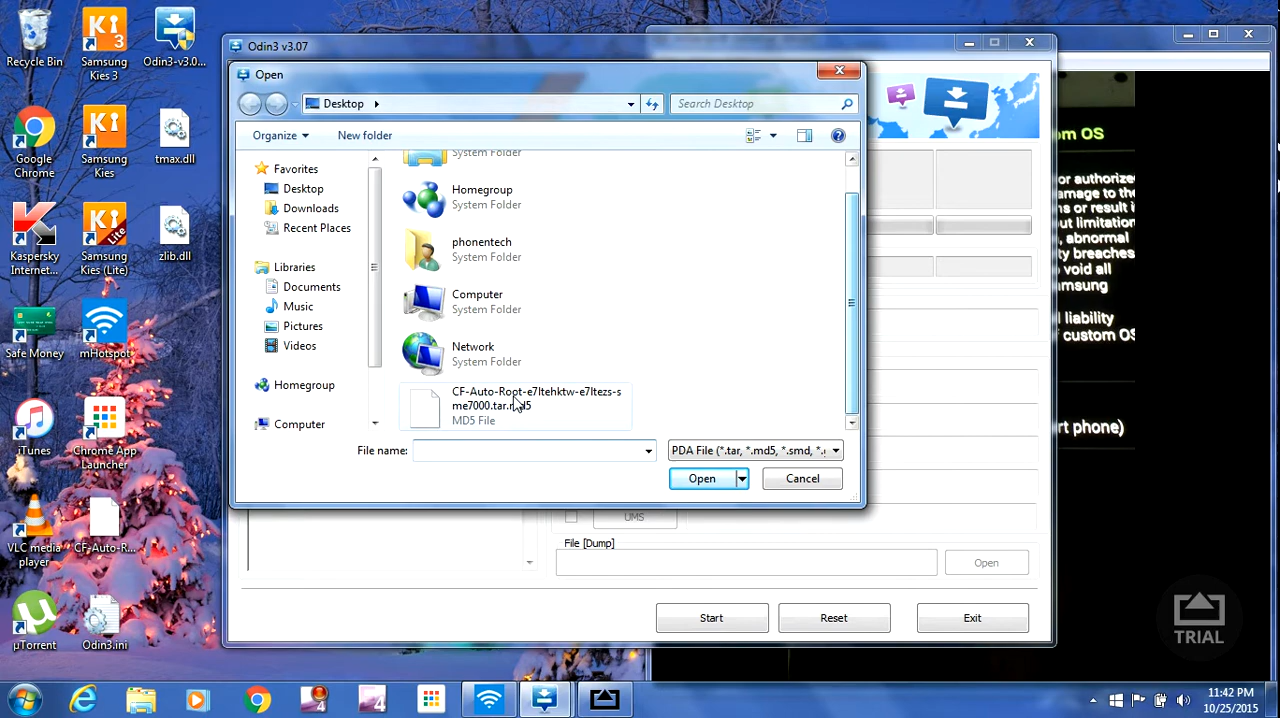 Recycle Bin
Samsung
Kies 3
Odin3-v3.0...
Google
Chrome
Samsung
Kies
tmax.dll
Kaspersky
Internet...
Samsung
Kies (Lite)
zlib.dll
Safe Money
mHotspot
iTunes
Chrome App
Launcher
VLC media
player
CF-Auto-R...
µTorrent
Odin3.ini
Odin3 v3.07
Open
Desktop
Search Desktop
Organize
New folder
Favorites
Desktop
Downloads
Recent Places
Libraries
Documents
Music
Pictures
Videos
Homegroup
Computer
System Folder
Homegroup
System Folder
phonentech
System Folder
Computer
System Folder
Network
System Folder
CF-Auto-Root-e7ltehktw-e7ltezs-s
me7000.tar.md5
MD5 File
File name:
PDA File (*.tar, *.md5, *.smd, *.
Open
Cancel
UMS
File [Dump]
Open
Start
Reset
Exit
om OS
or authorize
damage to the
ns or result i
out limitation
, abnormal
ty breaches
o void all
amsung
l liability
f custom OS
rt phone)
TRIAL
11:42 PM
10/25/2015